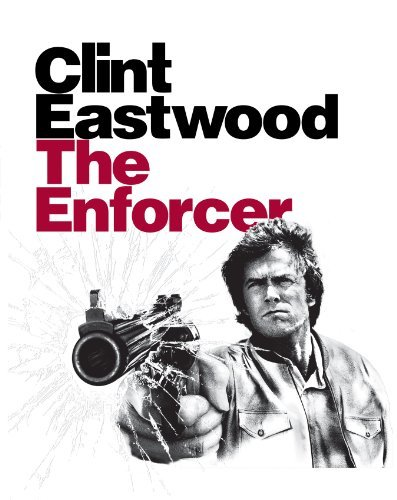 Clint
Eastwood
The
Enforcer